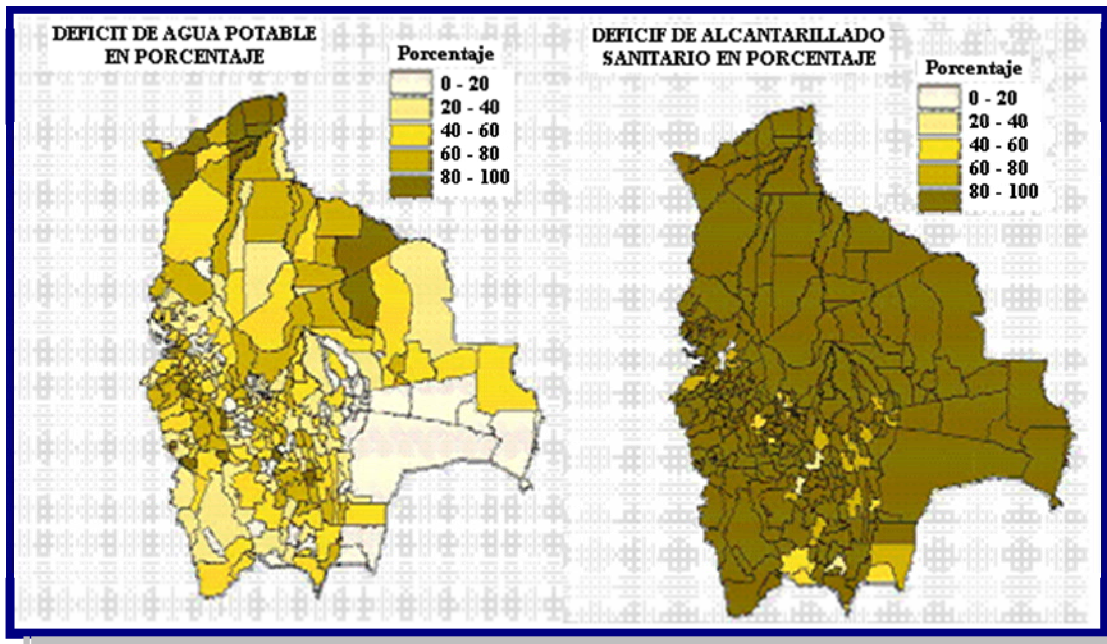 DEFICIT DE AGUA POTABLE
EN PORCENTAJE
Porcentaje
0 - 20
20 - 40
40 - 60
60 - 80
80 - 100
DEFICIF DE ALCANTARILLADO
SANITARIO EN PORCENTAJE
Porcentaje
0 - 20
20 - 40
40 - 60
60 - 80
80 - 100